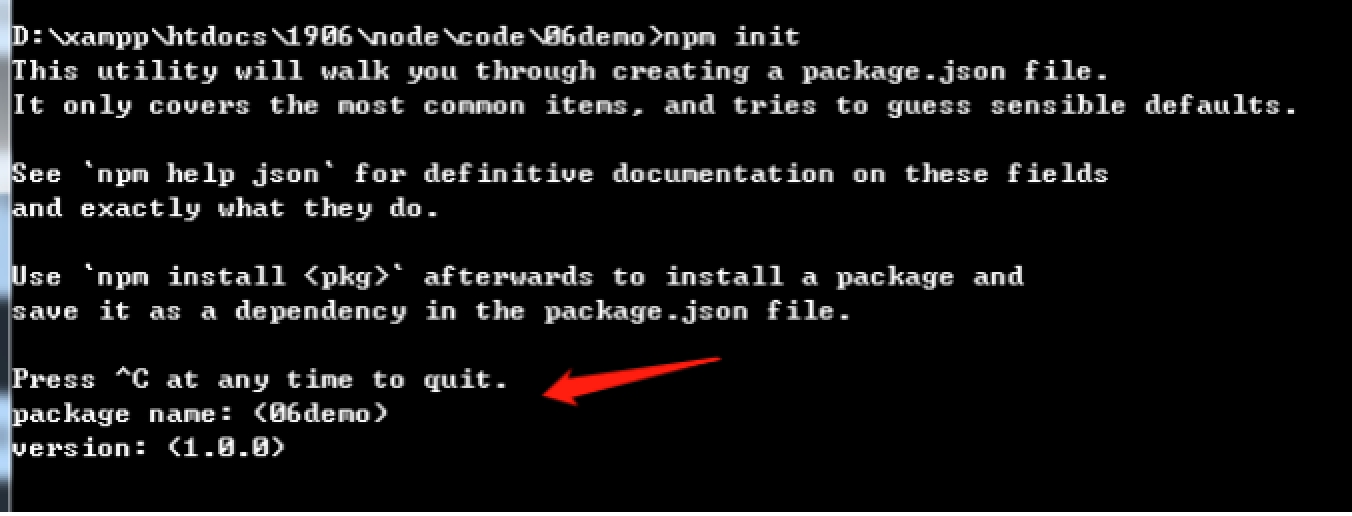 D:\xampp\htdocs\1906\node\code\06demo>npm init
This utility will walk you through creating a package.json file.
It only covers the most common items, and tries to guess sensible defaults.
See `npm help json` for definitive documentation on these fields
and exactly what they do.
Use `npm install <pkg>` afterwards to install a package and
save it as a dependency in the package.json file.
Press ^C at any time to quit.
package name: (06demo)
version: (1.0.0)